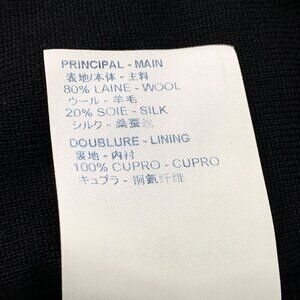 PRINCIPAL - MAIN
表地/本体 - 主料
80% LAINE - WOOL
ウール - 羊毛
20% SOIE - SILK
シルク - 桑蚕丝
DOUBLURE - LINING
裏地 - 内衬
100% CUPRO - CUPRO
キュプラ - 铜氨纤维